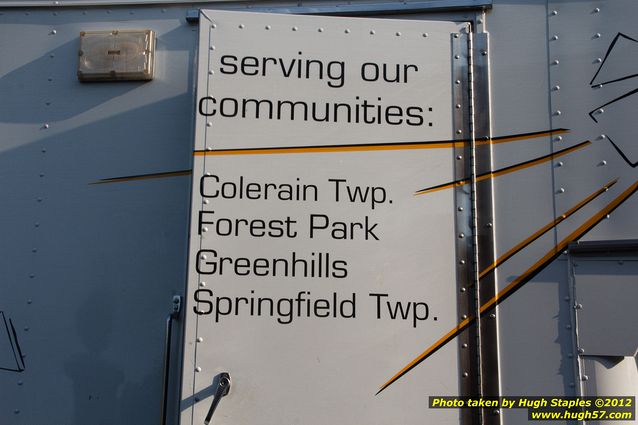 serving our
communities:
Colerain Twp.
Forest Park
Greenhills
Springfield Twp.
Photo taken by Hugh Staples ©2012
www.hugh57.com